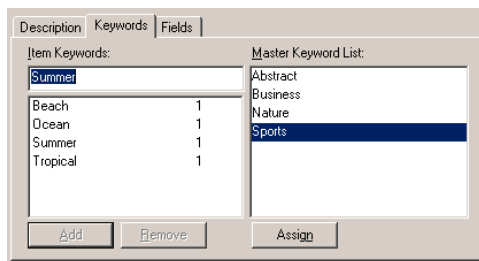 Description Keywords Fields
Item Keywords:
Summer
Beach 1
Ocean 1
Summer 1
Tropical 1
Add Remove
Master Keyword List:
Abstract
Business
Nature
Sports
Assign